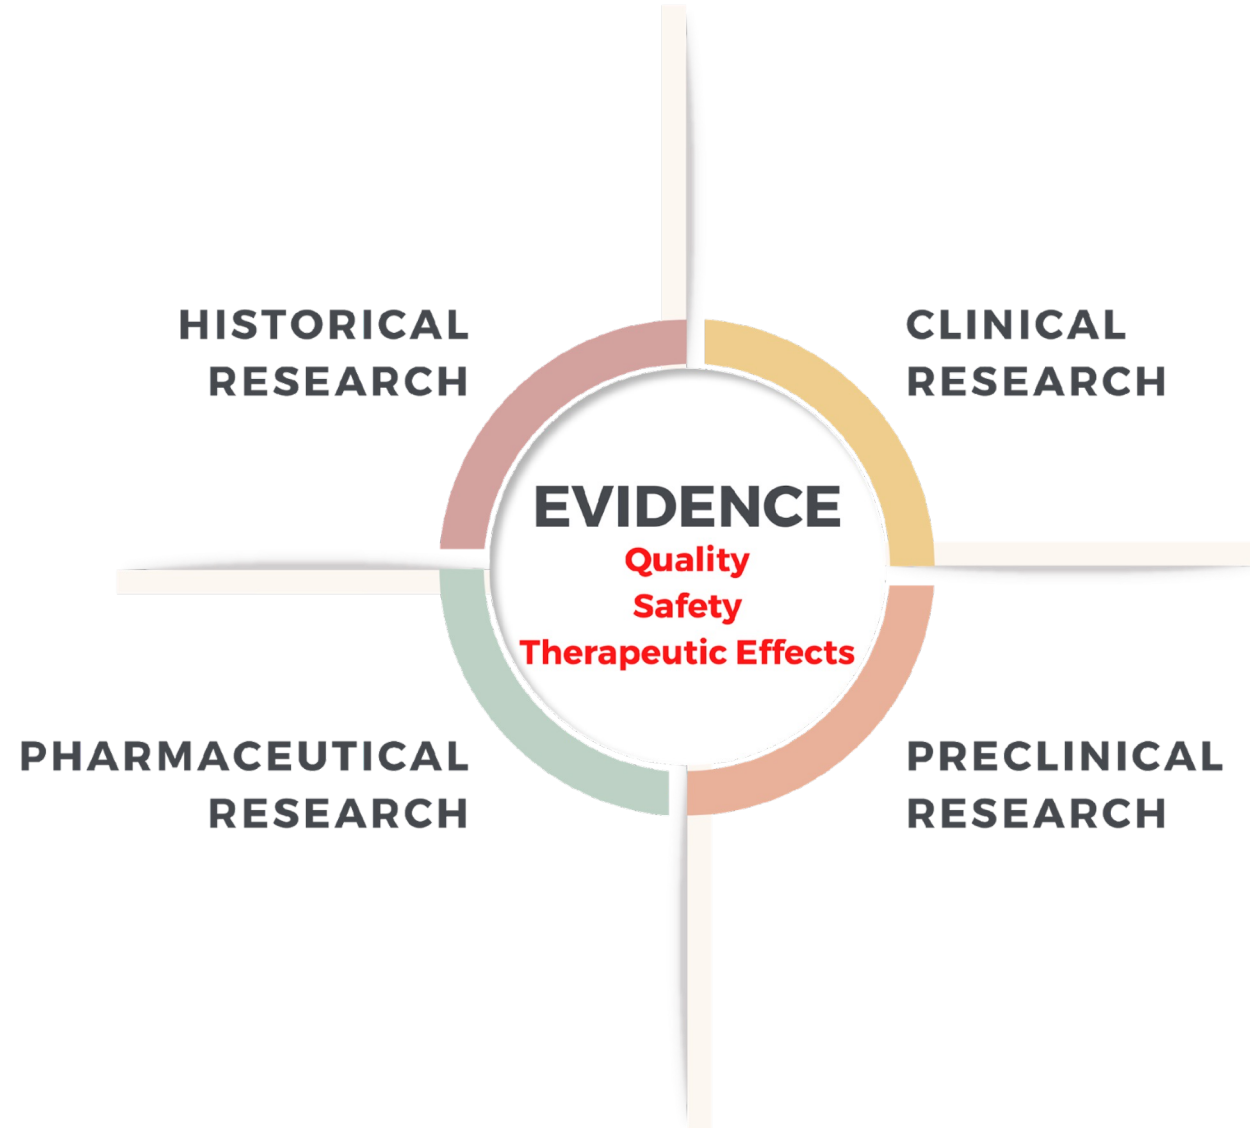 HISTORICAL
RESEARCH
CLINICAL
RESEARCH
EVIDENCE
Quality
Safety
Therapeutic Effects
PHARMACEUTICAL
RESEARCH
PRECLINICAL
RESEARCH